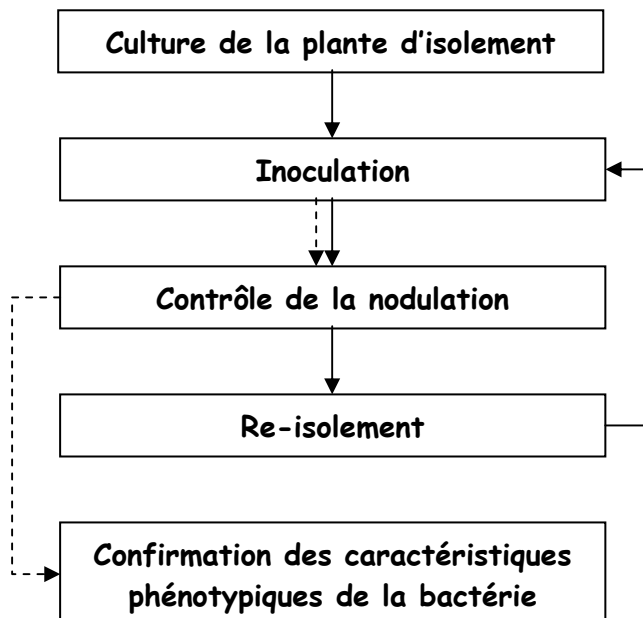 Culture de la plante d'isolement
Inoculation
Contrôle de la nodulation
Re-isolement
Confirmation des caractéristiques
phénotypiques de la bactérie